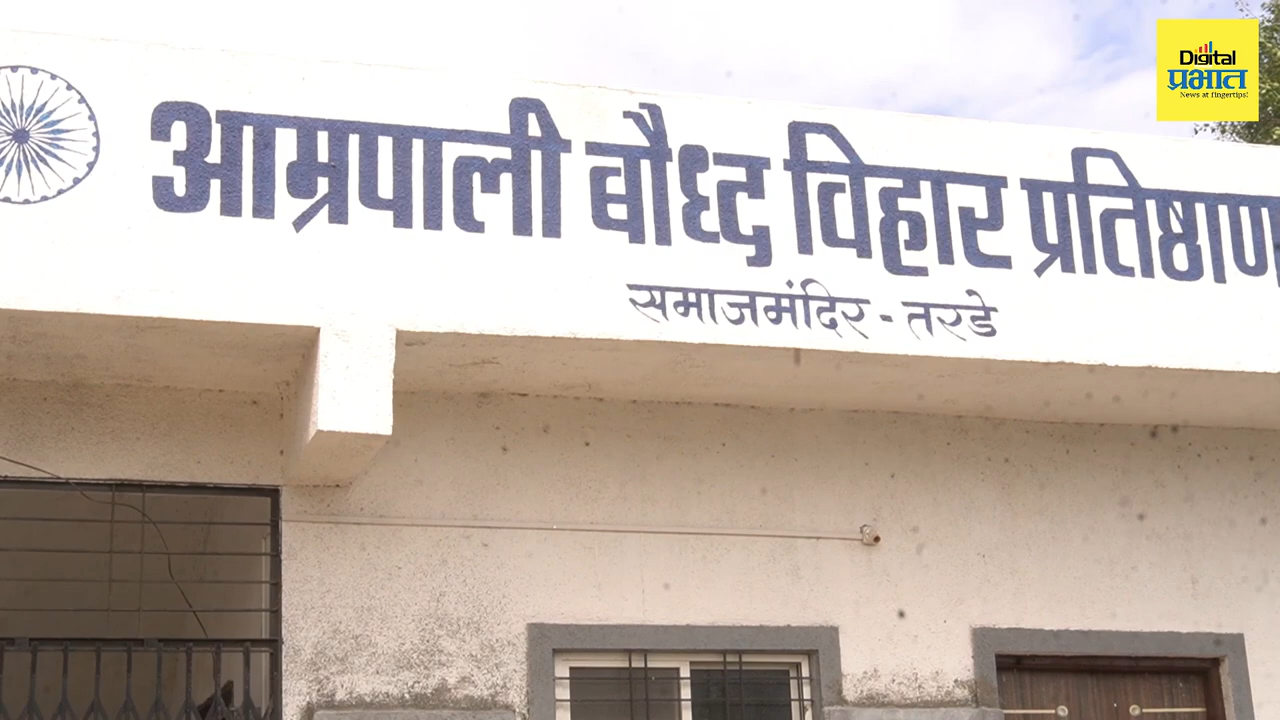 Digital
प्रभात
News at fingertips!
आम्रपाली बौध्द विहार प्रतिष्ठाण
समाजमंदिर - तरडे